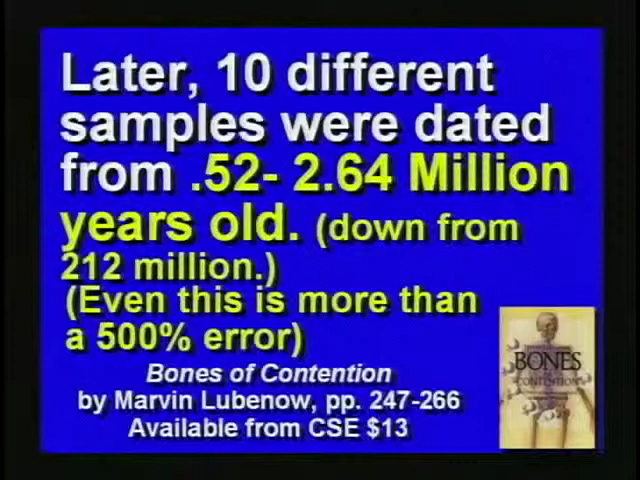 Later, 10 different
samples were dated
from .52- 2.64 Million
years old. (down from
212 million.)
(Even this is more than
a 500% error)
Bones of Contention
by Marvin Lubenow, pp. 247-266
Available from CSE $13
BONES
OF CONTENTION